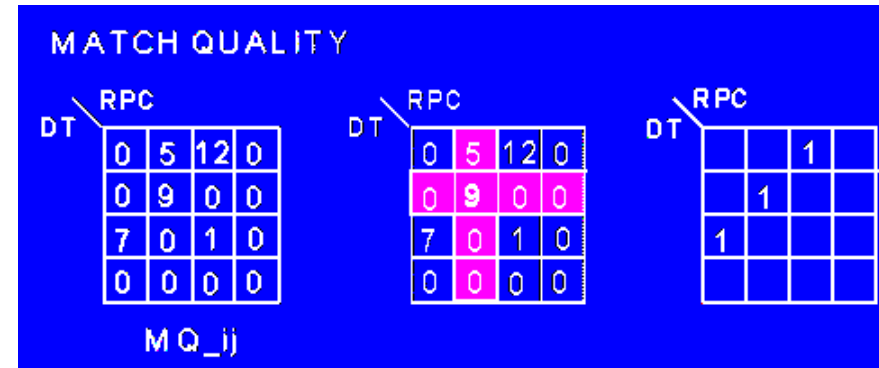 MATCH QUALITY
RPC RPC RPC
DT DT DT
0 5 12 0 0 5 12 0 1
0 9 0 0 0 9 0 0 1
7 0 1 0 7 0 1 0 1
0 0 0 0 0 0 0 0
MQ_ij